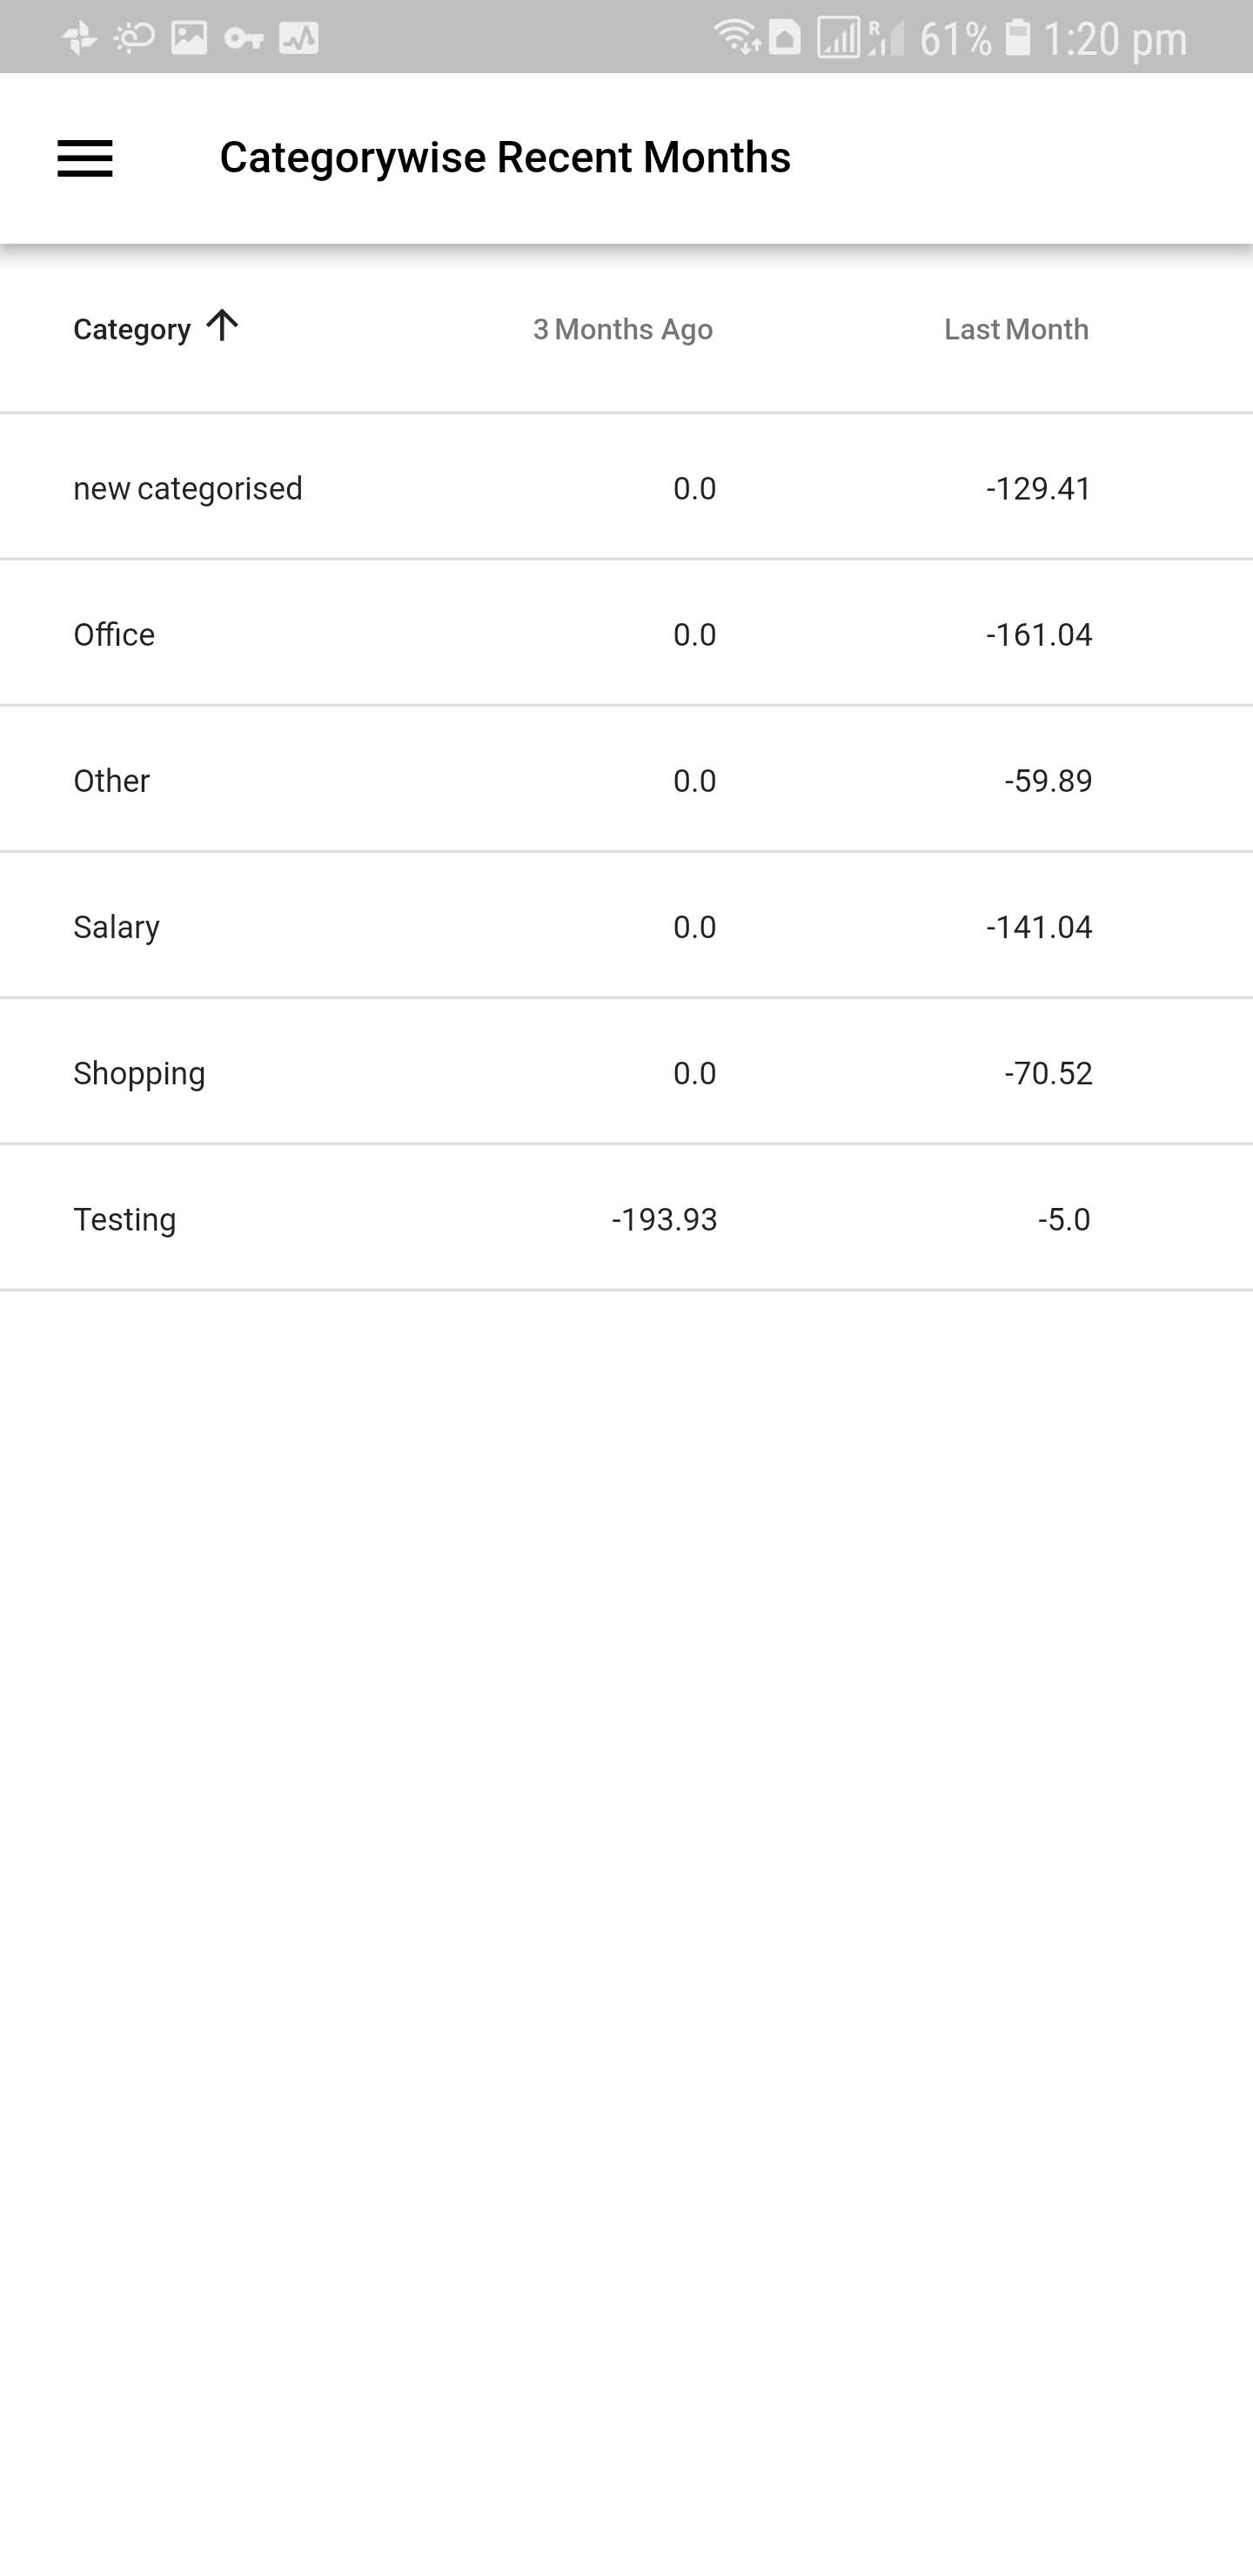 R 61% 1:20 pm
Categorywise Recent Months
Category 3 Months Ago Last Month
new categorised 0.0 -129.41
Office 0.0 -161.04
Other 0.0 -59.89
Salary 0.0 -141.04
Shopping 0.0 -70.52
Testing -193.93 -5.0